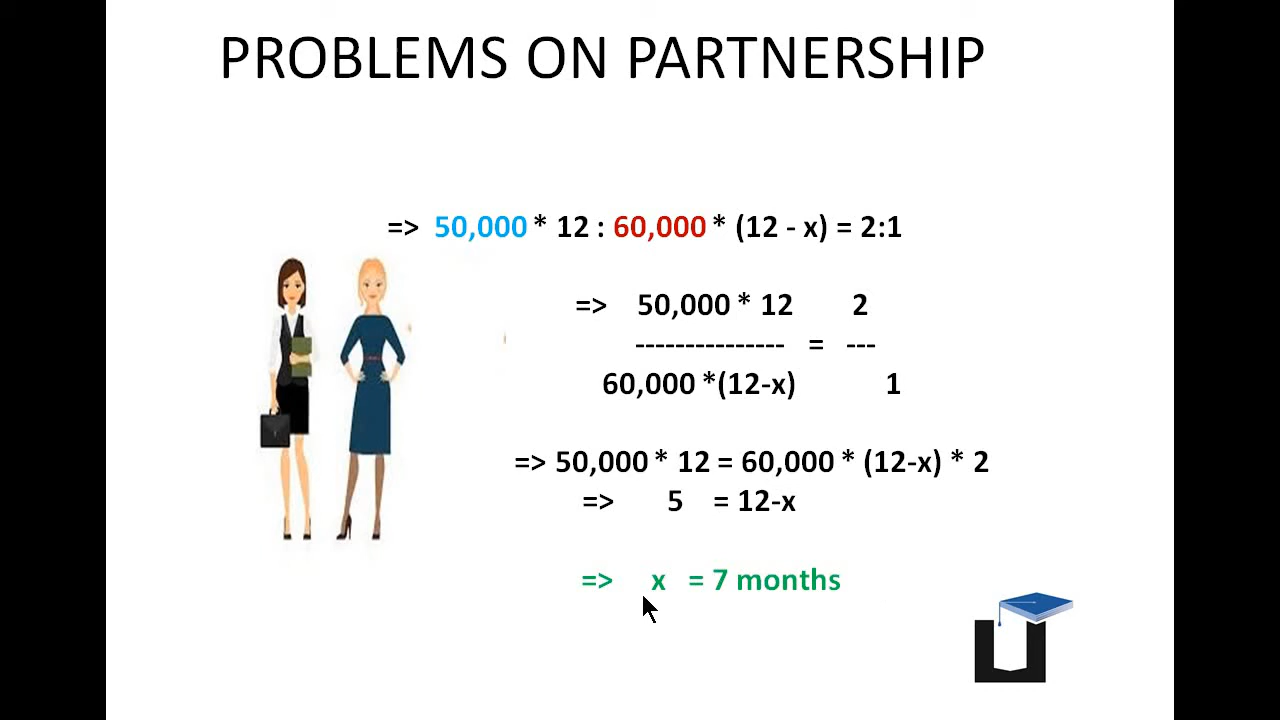 PROBLEMS ON PARTNERSHIP
=> 50,000 * 12 : 60,000 * (12 - x) = 2:1
=> 50,000 * 12 2
--------------- = ---
60,000 *(12-x) 1
=> 50,000 * 12 = 60,000 * (12-x) * 2
=> 5 = 12-x
=> x = 7 months